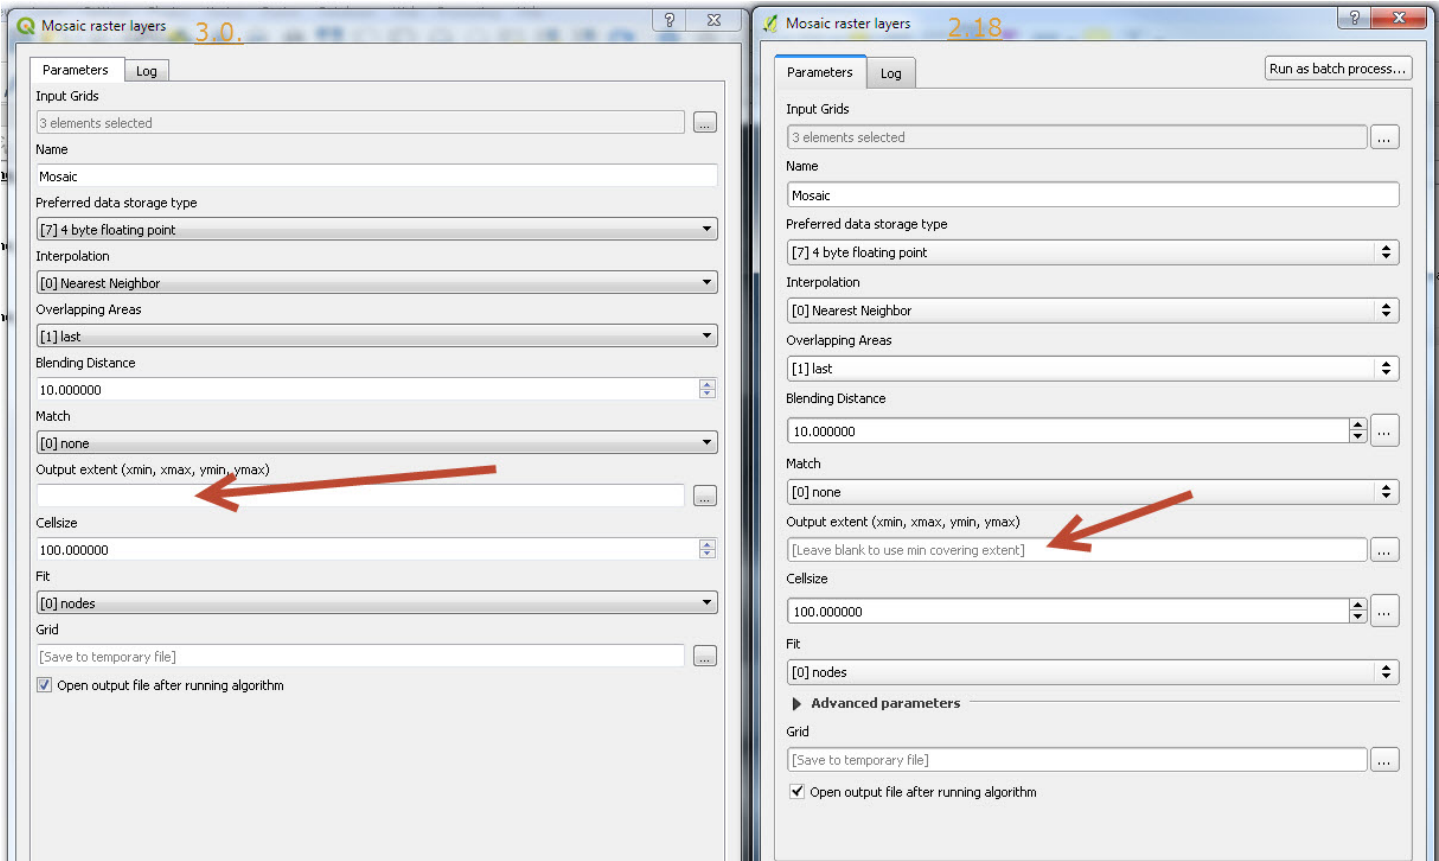 Mosaic raster layers
3.0.
Parameters
Log
Input Grids
3 elements selected
...
Name
Mosaic
Preferred data storage type
[7] 4 byte floating point
Interpolation
[0] Nearest Neighbor
Overlapping Areas
[1] last
Blending Distance
10.000000
Match
[0] none
Output extent (xmin, xmax, ymin, ymax)
...
Cellsize
100.000000
Fit
[0] nodes
Grid
[Save to temporary file]
...
Open output file after running algorithm
Mosaic raster layers
2.18
Parameters
Log
Run as batch process...
Input Grids
3 elements selected
...
Name
Mosaic
Preferred data storage type
[7] 4 byte floating point
Interpolation
[0] Nearest Neighbor
Overlapping Areas
[1] last
Blending Distance
10.000000
...
Match
[0] none
Output extent (xmin, xmax, ymin, ymax)
[Leave blank to use min covering extent]
...
Cellsize
100.000000
...
Fit
[0] nodes
Advanced parameters
Grid
[Save to temporary file]
...
Open output file after running algorithm